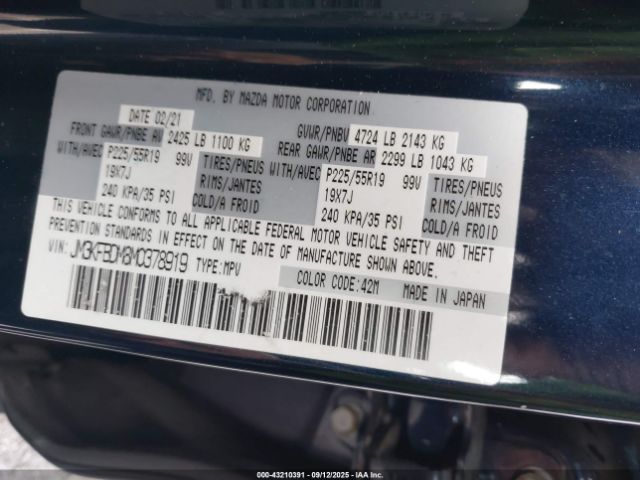 MFD. BY MAZDA MOTOR CORPORATION
DATE 02/21
FRONT GAWR/PNBE AV 2425 LB 1100 KG
WITH/AVEC P225/55R19 99V TIRES/PNEUS
19X7J RIMS/JANTES
240 KPA/35 PSI COLD/A FROID
GVWR/PNBV 4724 LB 2143 KG
REAR GAWR/PNBE AR 2299 LB 1043 KG
WITH/AVEC P225/55R19 99V TIRES/PNEUS
19X7J RIMS/JANTES
240 KPA/35 PSI COLD/A FROID
THIS VEHICLE CONFORMS TO ALL APPLICABLE FEDERAL MOTOR VEHICLE SAFETY AND THEFT
PREVENTION STANDARDS IN EFFECT ON THE DATE OF MANUFACTURE SHOWN ABOVE.
VIN: JM3KFBDM6M0378919 TYPE: MPV
COLOR CODE:42M MADE IN JAPAN
00-43210391 - 09/12/2025 - IAA Inc.